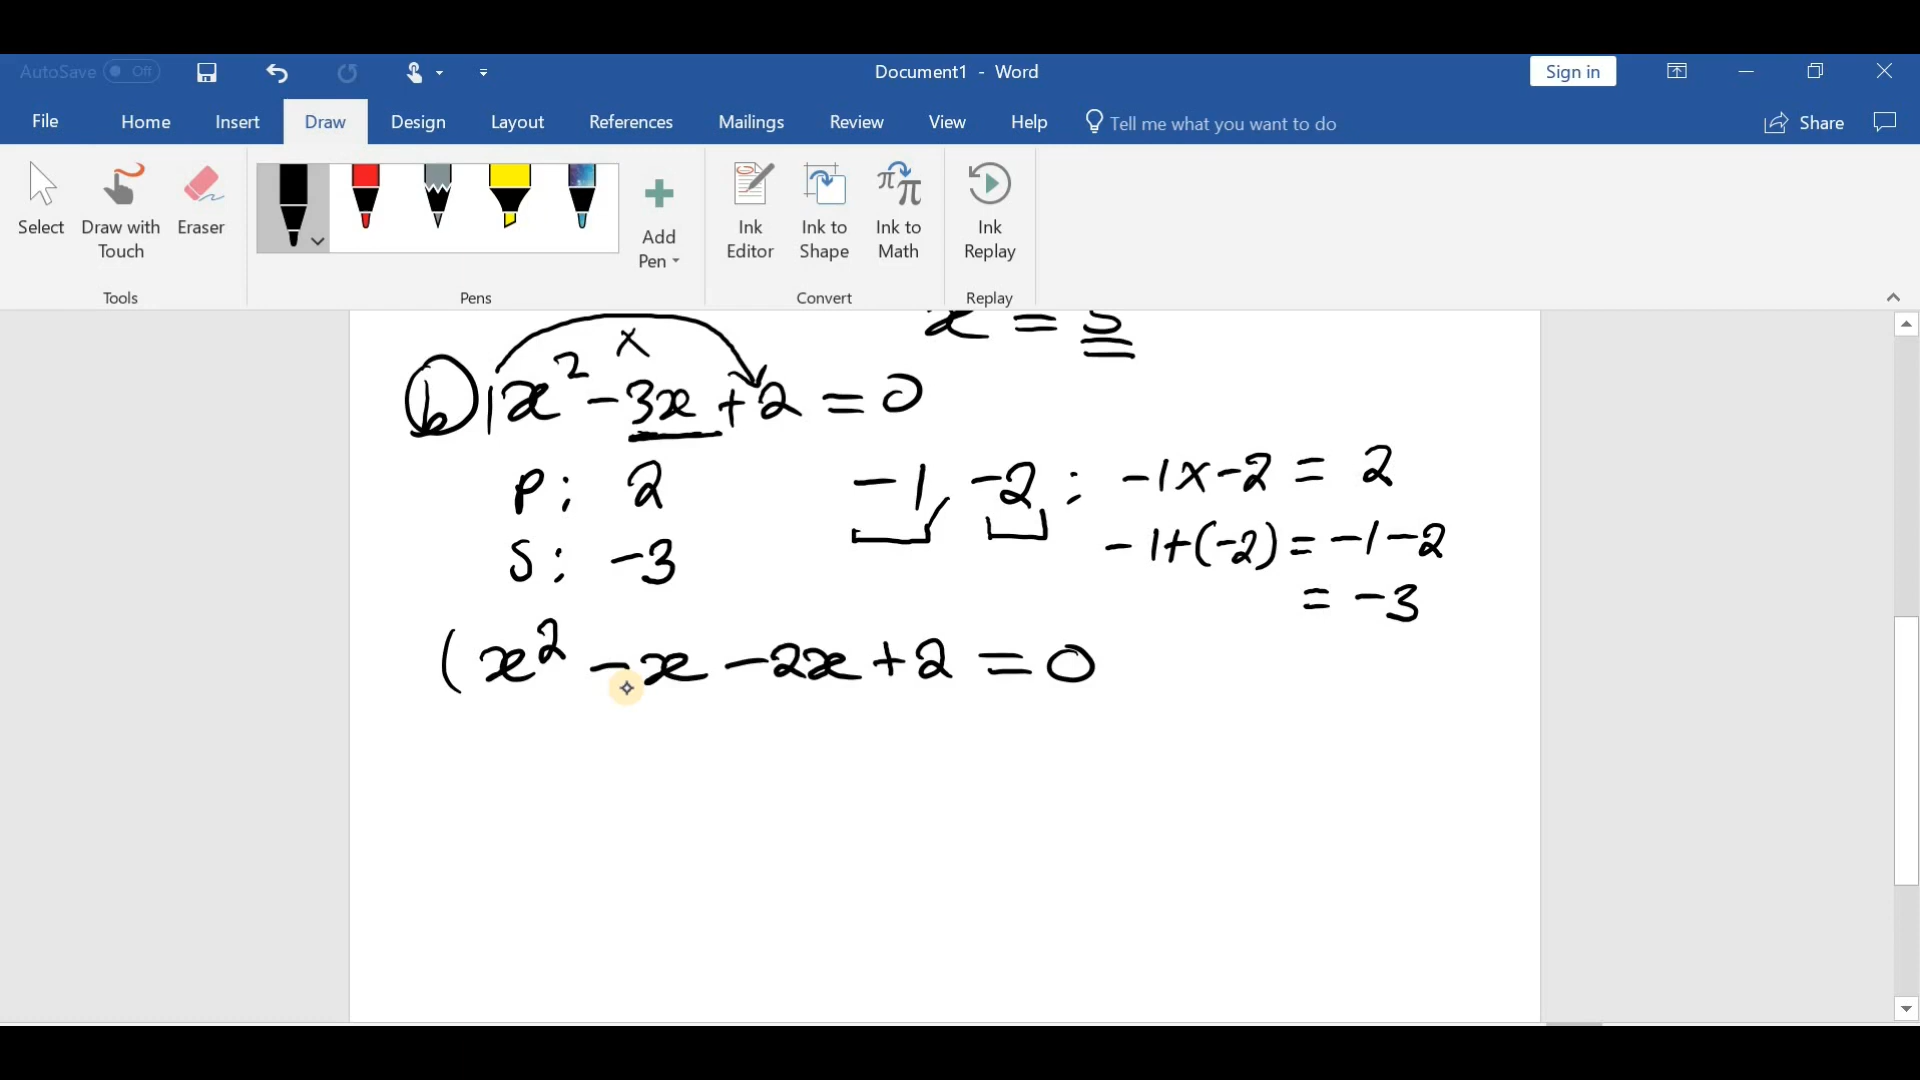 AutoSave Off
Document1 - Word
Sign in
File Home Insert Draw Design Layout References Mailings Review View Help Tell me what you want to do Share
Select
Draw with Touch
Eraser
Tools
Pens
Add Pen
Ink Editor
Ink to Shape
Ink to Math
Convert
Ink Replay
Replay
x = 5
x
b 1x² - 3x + 2 = 0
P: 2
S: -3
-1, -2 : -1 x -2 = 2
-1+(-2) = -1-2
= -3
(x² - x - 2x + 2 = 0